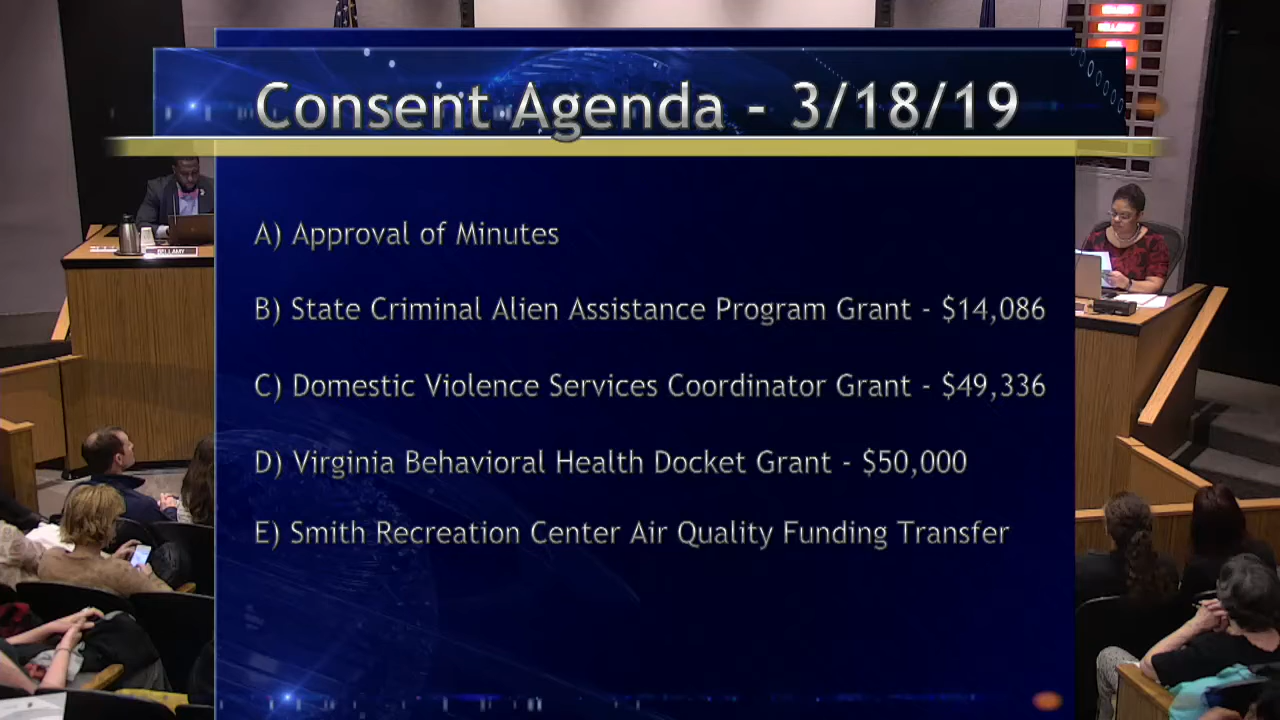 Consent Agenda - 3/18/19
A) Approval of Minutes
B) State Criminal Alien Assistance Program Grant - $14,086
C) Domestic Violence Services Coordinator Grant - $49,336
D) Virginia Behavioral Health Docket Grant - $50,000
E) Smith Recreation Center Air Quality Funding Transfer